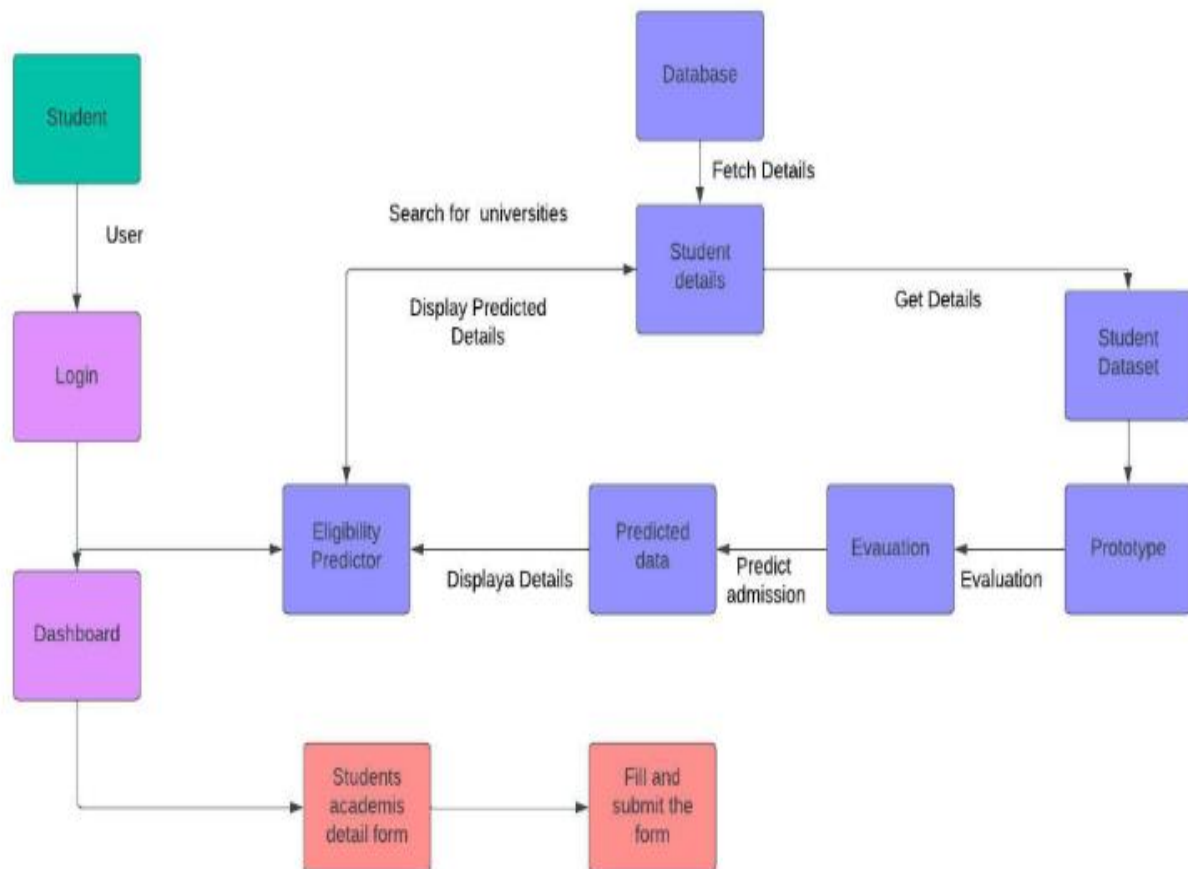 Student
Database
Fetch Details
User
Search for universities
Student
details
Display Predicted
Details
Get Details
Login
Student
Dataset
Eligibility
Predictor
Displaya Details
Predicted
data
Predict
admission
Evauation
Evaluation
Prototype
Dashboard
Students
academis
detail form
Fill and
submit the
form